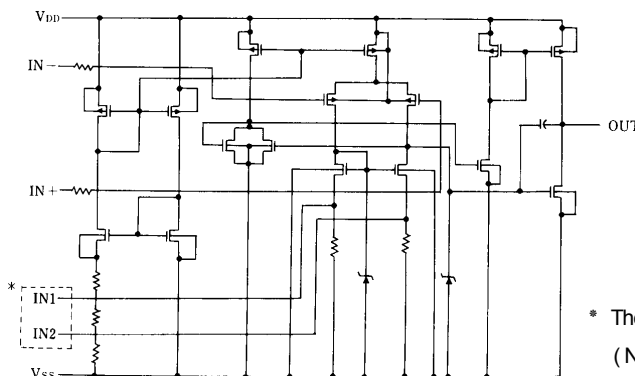 VDD
IN−
OUT
IN+
*
IN1
IN2
* The
(N
VSS